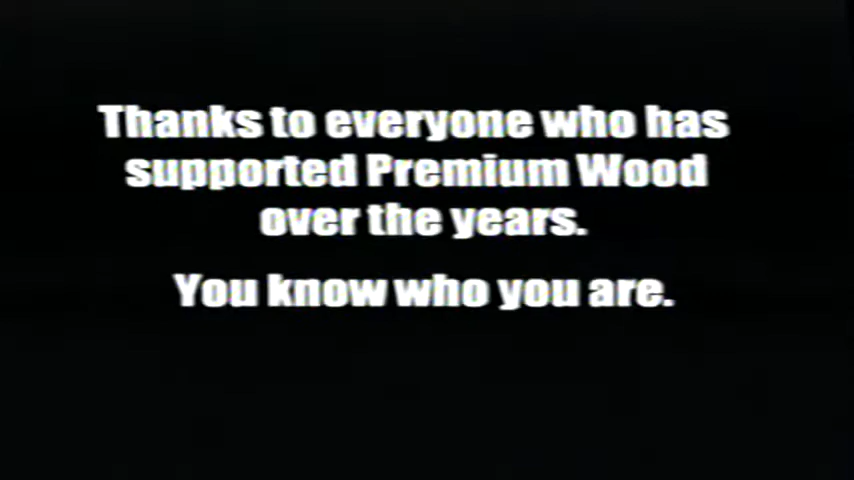 Thanks to everyone who has
supported Premium Wood
over the years.
You know who you are.